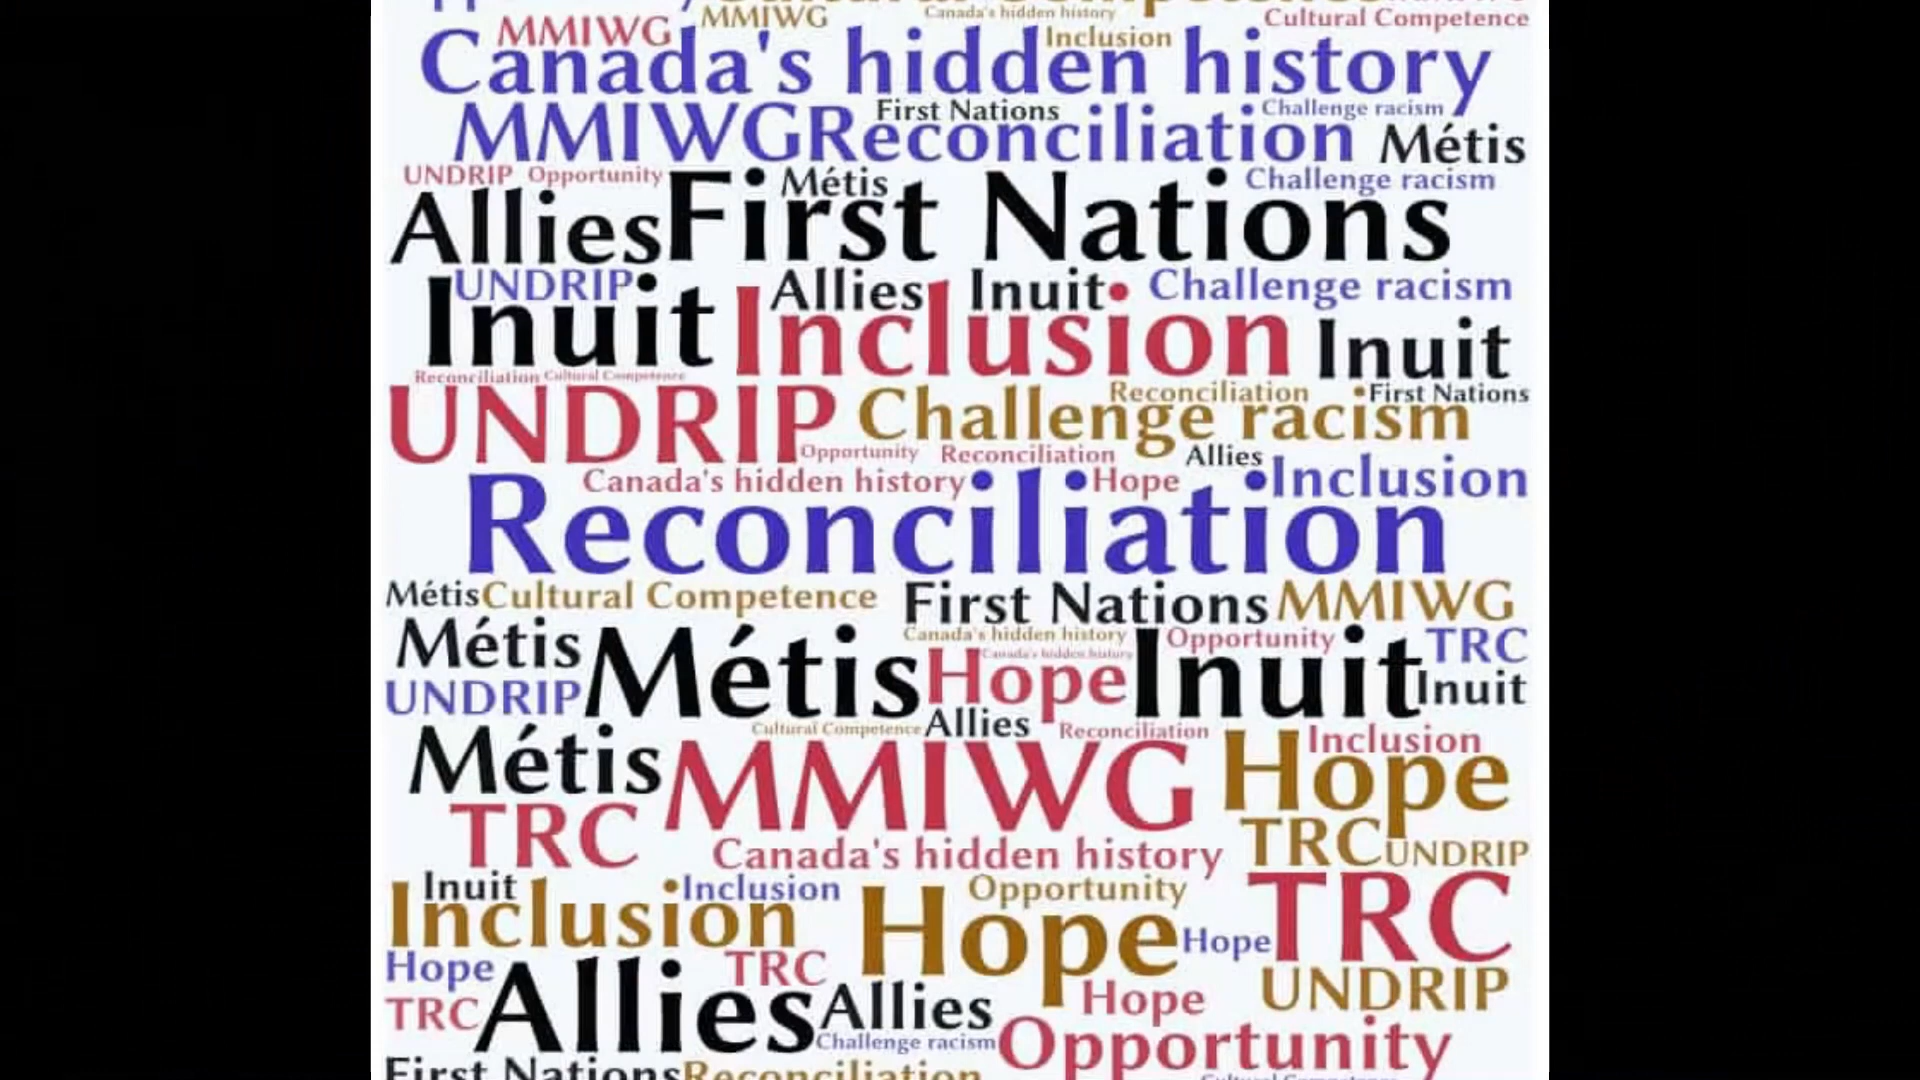 MMIWG MMIWG Canada's hidden history Cultural Competence
Inclusion
Canada's hidden history
First Nations Challenge racism
MMIWG Reconciliation Métis
UNDRIP Opportunity Métis Challenge racism
Allies First Nations
UNDRIP Allies Inuit Challenge racism
Inuit Inclusion Inuit
Reconciliation Cultural Competence
Reconciliation First Nations
UNDRIP Challenge racism
Opportunity Reconciliation Allies
Canada's hidden history Hope Inclusion
Reconciliation
Métis Cultural Competence First Nations MMIWG
Canada's hidden history Opportunity TRC
Métis Canada's hidden history
UNDRIP Métis Hope Inuit Inuit
Cultural Competence Allies Reconciliation Inclusion
Métis MMIWG Hope
TRC Canada's hidden history TRC UNDRIP
Inuit Inclusion Opportunity TRC
Inclusion Hope Hope
Hope TRC UNDRIP
TRC Allies Allies Hope
Challenge racism Opportunity
First Nations Reconciliation